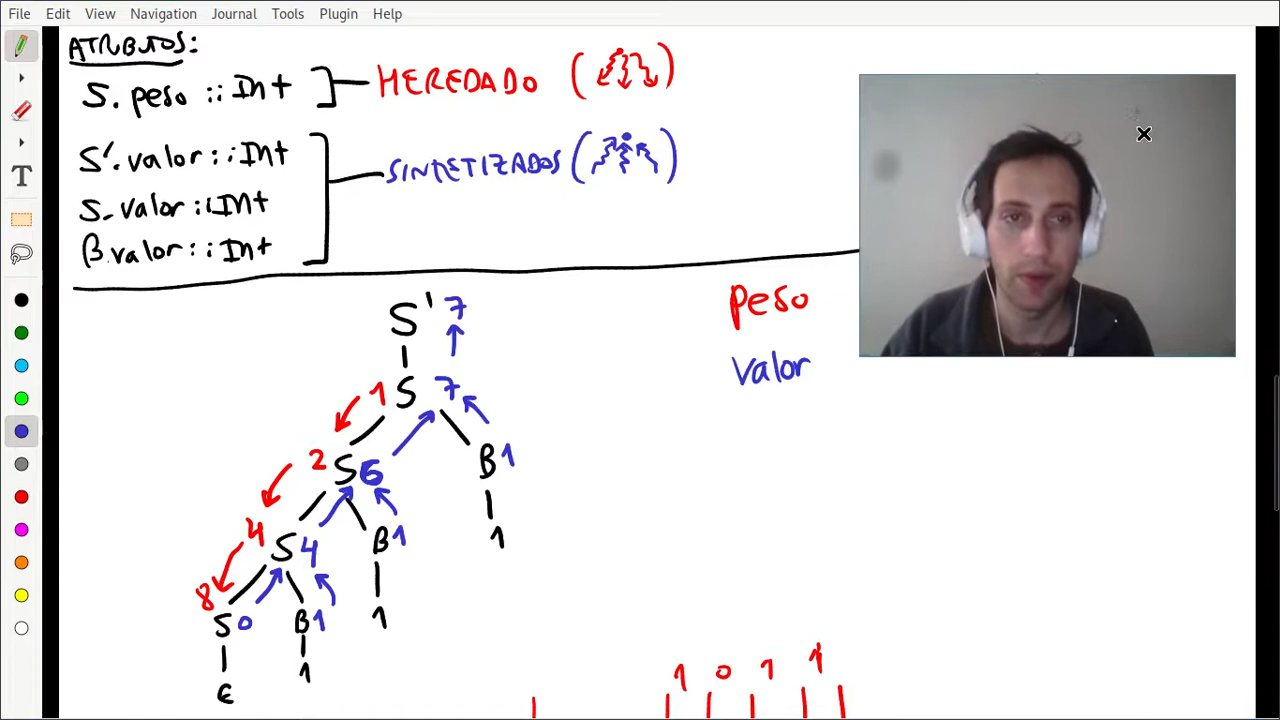 File Edit View Navigation Journal Tools Plugin Help
ATRIBUTOS:
S. peso :: Int HEREDADO ( )
S'. valor :: Int
SINTETIZADOS ( )
S. valor :: Int
B. valor :: Int
T
S' 7
peso
1 S 7
valor
2 S 6 B 1
4 S 4 B 1 1
8 S 0 B 1 1
ε 1
1 0 1 1